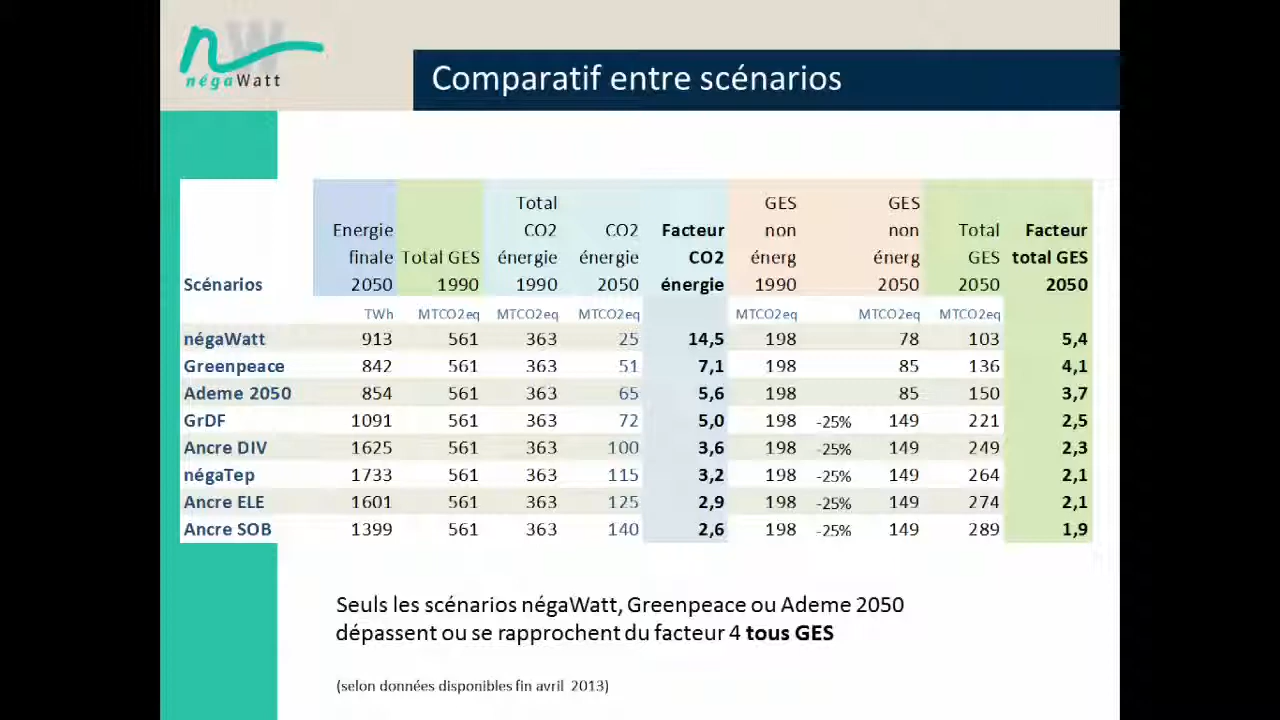 nW
négaWatt
Comparatif entre scénarios
Total GES GES
Energie CO2 CO2 Facteur non non Total Facteur
finale Total GES énergie énergie CO2 énerg énerg GES total GES
Scénarios 2050 1990 1990 2050 énergie 1990 2050 2050 2050
TWh MTCO2eq MTCO2eq MTCO2eq MTCO2eq MTCO2eq MTCO2eq
négaWatt 913 561 363 25 14,5 198 78 103 5,4
Greenpeace 842 561 363 51 7,1 198 85 136 4,1
Ademe 2050 854 561 363 65 5,6 198 85 150 3,7
GrDF 1091 561 363 72 5,0 198 -25% 149 221 2,5
Ancre DIV 1625 561 363 100 3,6 198 -25% 149 249 2,3
négaTep 1733 561 363 115 3,2 198 -25% 149 264 2,1
Ancre ELE 1601 561 363 125 2,9 198 -25% 149 274 2,1
Ancre SOB 1399 561 363 140 2,6 198 -25% 149 289 1,9
Seuls les scénarios négaWatt, Greenpeace ou Ademe 2050
dépassent ou se rapprochent du facteur 4 tous GES
(selon données disponibles fin avril 2013)